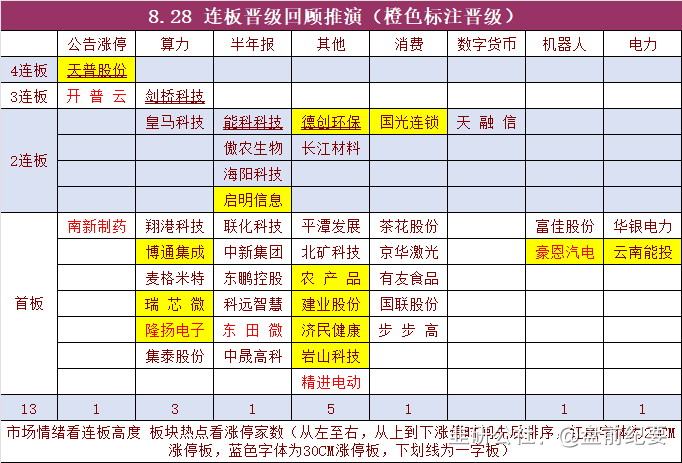 8.28 连板晋级回顾推演（橙色标注晋级）
公告涨停 算力 半年报 其他 消费 数字货币 机器人 电力
4连板 天普股份
3连板 开普云 剑桥科技
2连板 皇马科技 能科科技 德创环保 国光连锁 天融信
傲农生物 长江材料
海阳科技
启明信息
首板 南新制药 翔港科技 联化科技 平潭发展 茶花股份 富佳股份 华银电力
博通集成 中新集团 北矿科技 京华激光 豪恩汽电 云南能投
麦格米特 东鹏控股 农产品 有友食品
瑞芯微 科远智慧 建业股份 国联股份
隆扬电子 东田微 济民健康 步步高
集泰股份 中晟高科 岩山科技
精进电动
13 1 3 1 5 1 1 1
市场情绪看连板高度 板块热点看涨停家数（从左至右，从上到下涨停时间先后排序，红色字体为20CM
涨停板，蓝色字体为30CM涨停板，下划线为一字板）